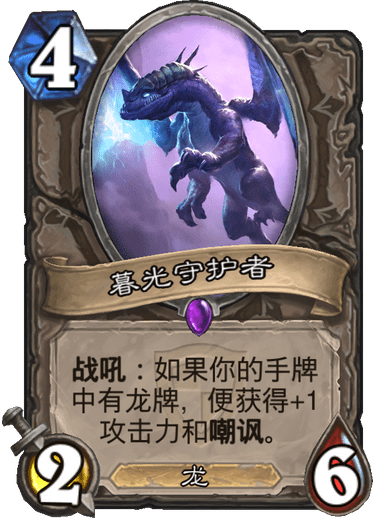 4
暮光守护者
战吼：如果你的手牌
中有龙牌，便获得+1
攻击力和嘲讽。
2
龙
6